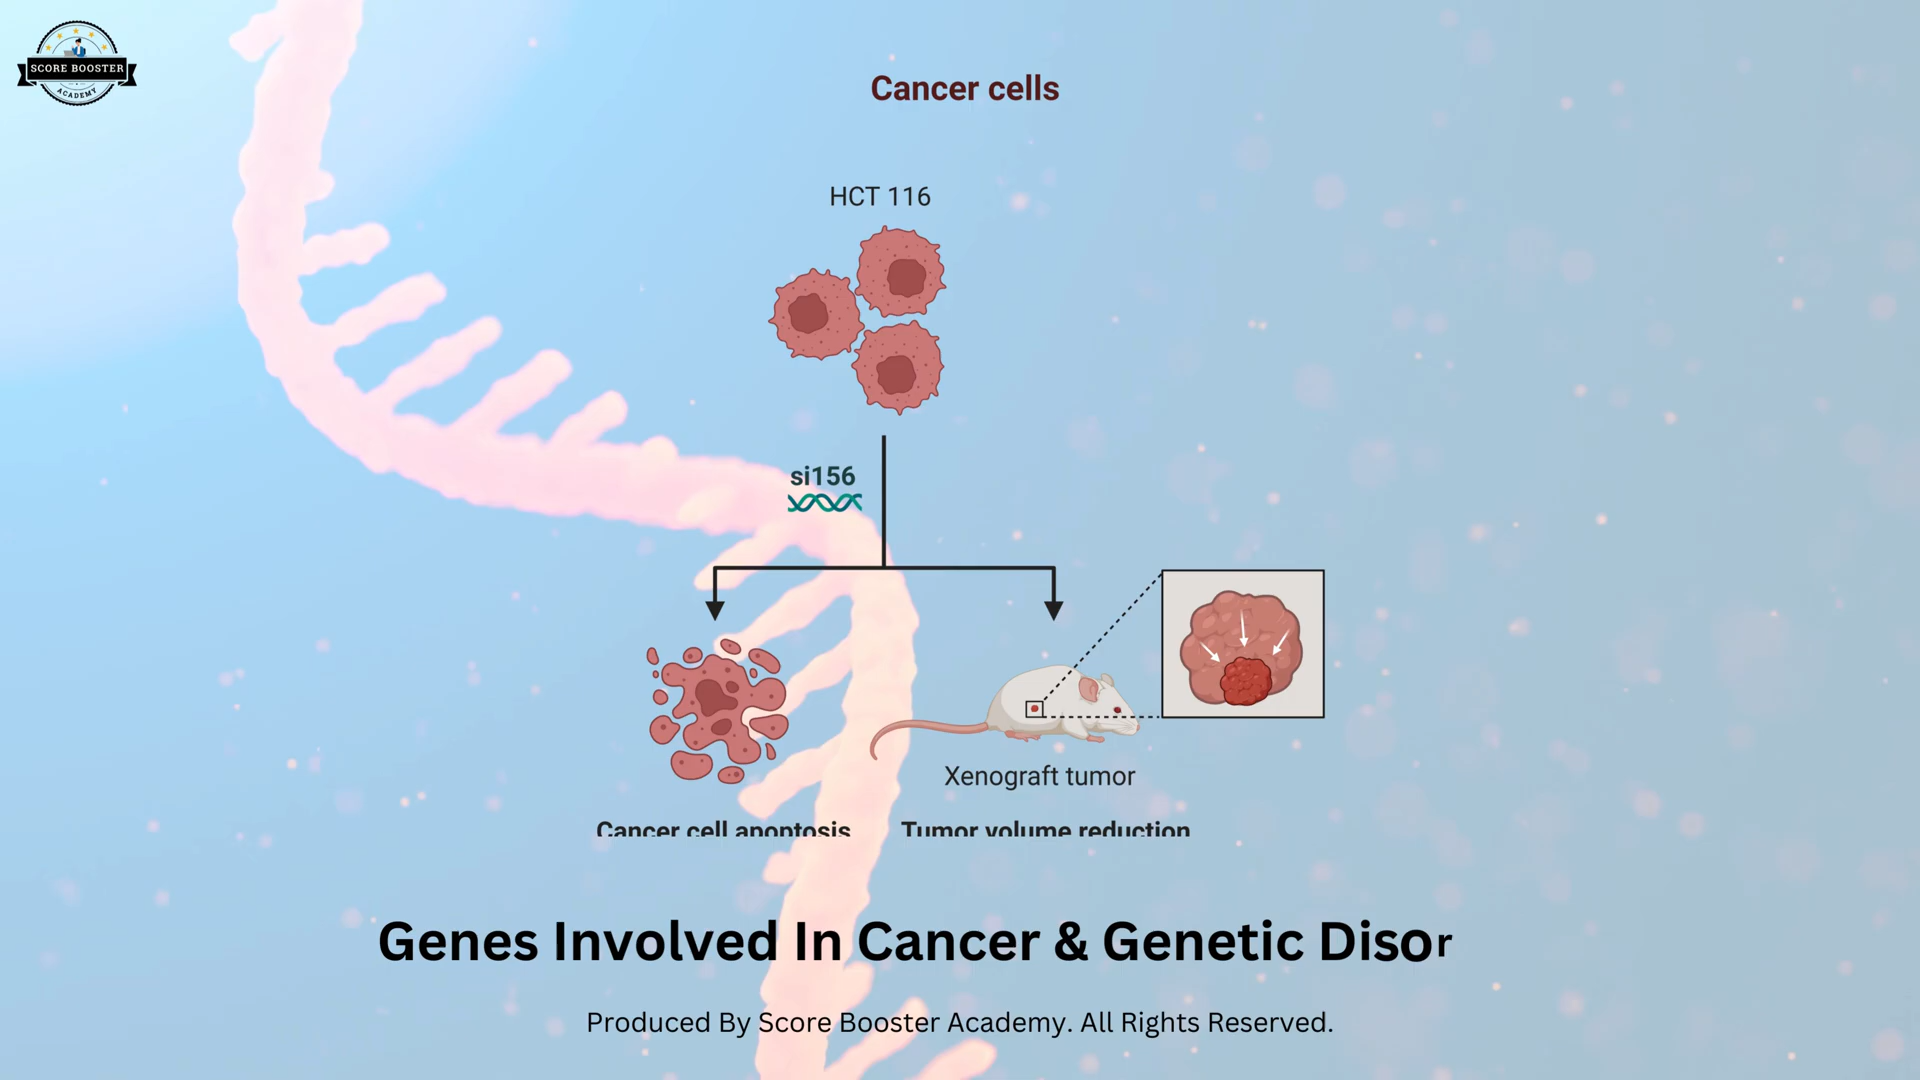 SCORE BOOSTER
ACADEMY
Cancer cells
HCT 116
si156
Xenograft tumor
Cancer cell apoptosis
Tumor volume reduction
Genes Involved In Cancer & Genetic Disor
Produced By Score Booster Academy. All Rights Reserved.